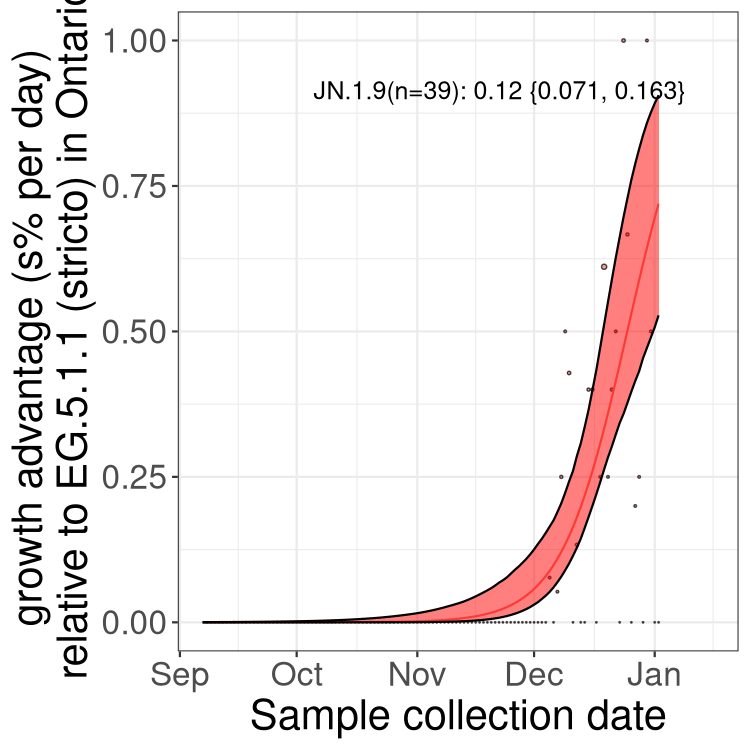 growth advantage (s% per day)
relative to EG.5.1.1 (stricto) in Ontario
1.00
0.75
0.50
0.25
0.00
JN.1.9(n=39): 0.12 {0.071, 0.163}
Sep Oct Nov Dec Jan
Sample collection date